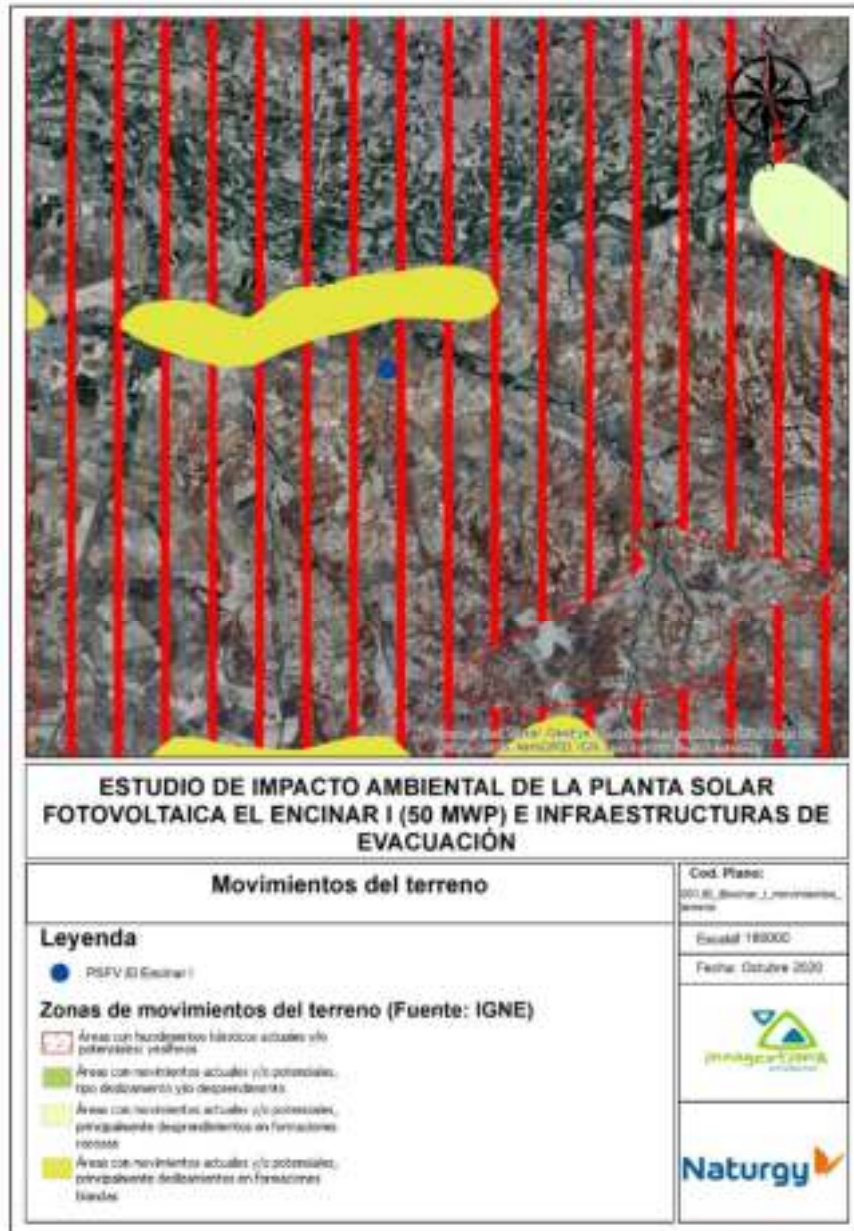 ESTUDIO DE IMPACTO AMBIENTAL DE LA PLANTA SOLAR
FOTOVOLTAICA EL ENCINAR I (50 MWP) E INFRAESTRUCTURAS DE
EVACUACIÓN
Movimientos del terreno
Cod. Plano:
Leyenda
PSFV El Encinar I
Fecha: Octubre 2020
Zonas de movimientos del terreno (Fuente: IGNE)
Áreas con hundimientos kársticos actuales y/o
potenciales: yesíferos
Áreas con movimientos actuales y/o potenciales,
tipo deslizamiento y/o desprendimiento
Áreas con movimientos actuales y/o potenciales,
principalmente desprendimientos en formaciones
rocosas
Áreas con movimientos actuales y/o potenciales,
principalmente deslizamientos en formaciones
blandas
Naturgy